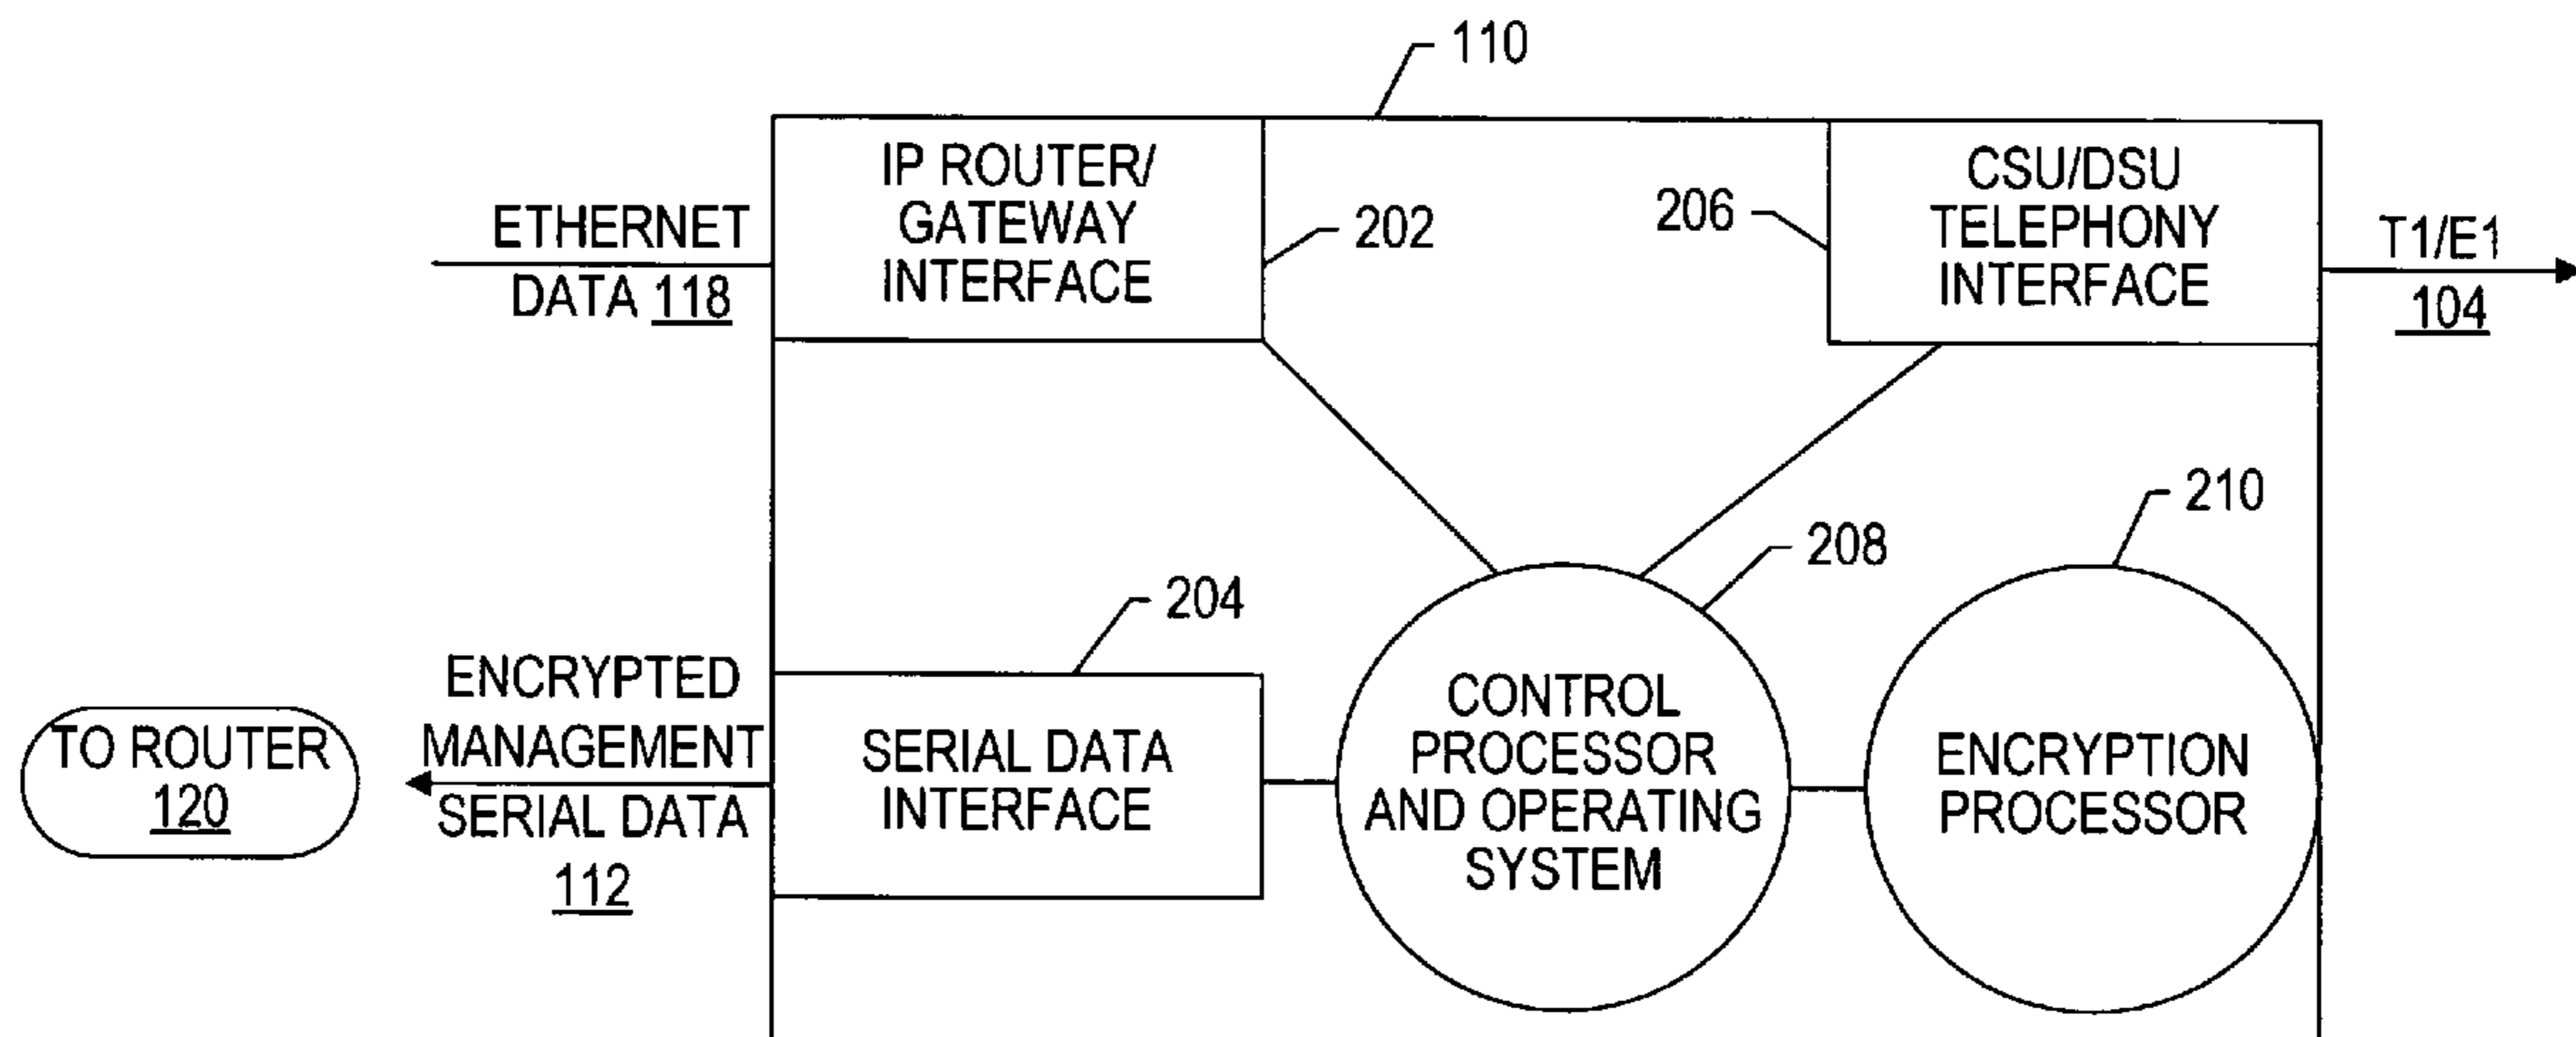 110
IP ROUTER/
GATEWAY
INTERFACE
202
206
CSU/DSU
TELEPHONY
INTERFACE
ETHERNET
DATA 118
T1/E1
104
210
208
204
TO ROUTER
120
ENCRYPTED
MANAGEMENT
SERIAL DATA
112
SERIAL DATA
INTERFACE
CONTROL
PROCESSOR
AND OPERATING
SYSTEM
ENCRYPTION
PROCESSOR